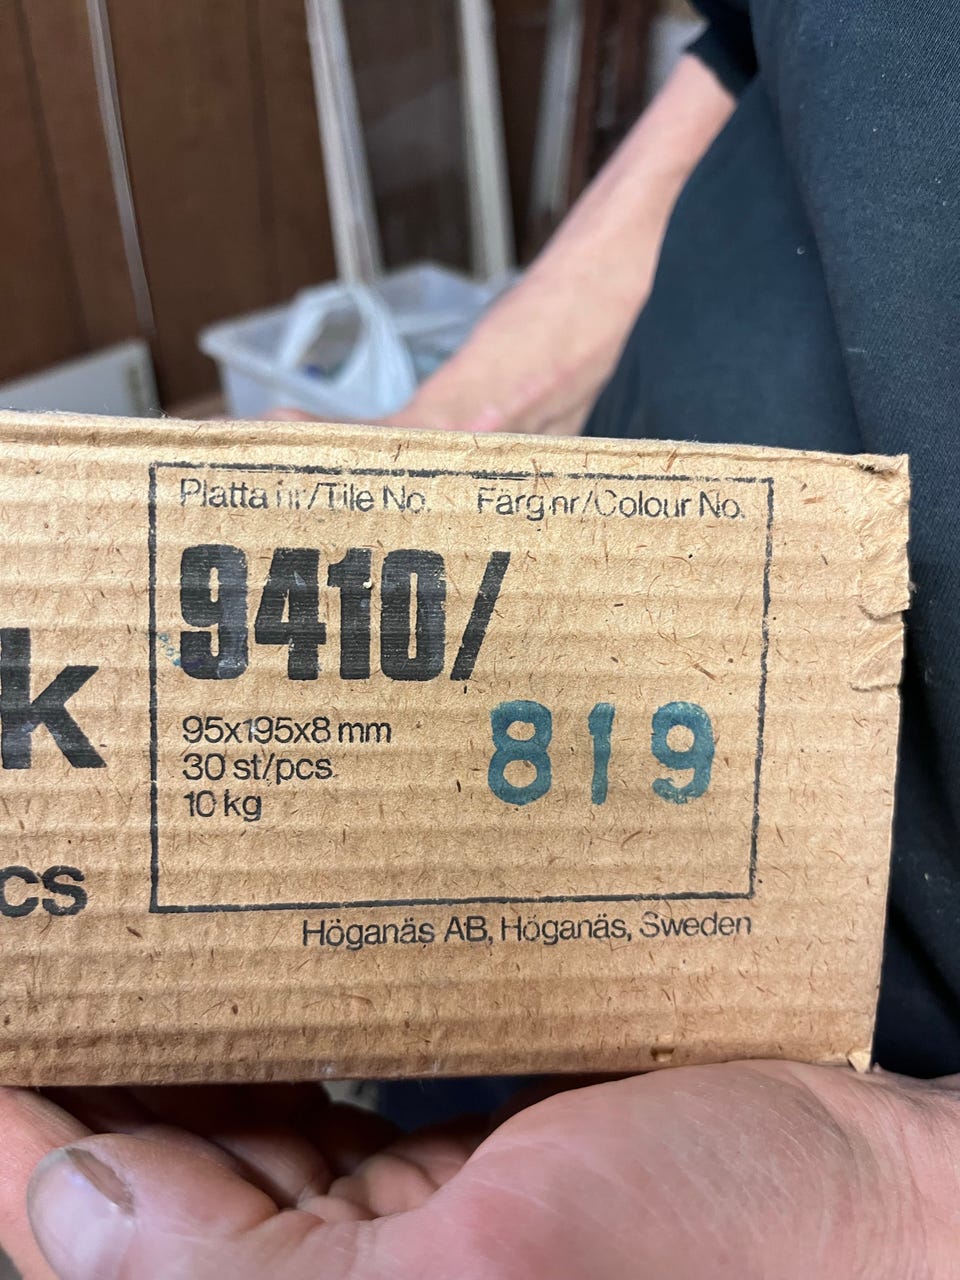 Platta nr/Tile No. Färg.nr/Colour No.
9410/
819
95x195x8 mm
30 st/pcs.
10 kg
k
cs
Höganäs AB, Höganäs, Sweden